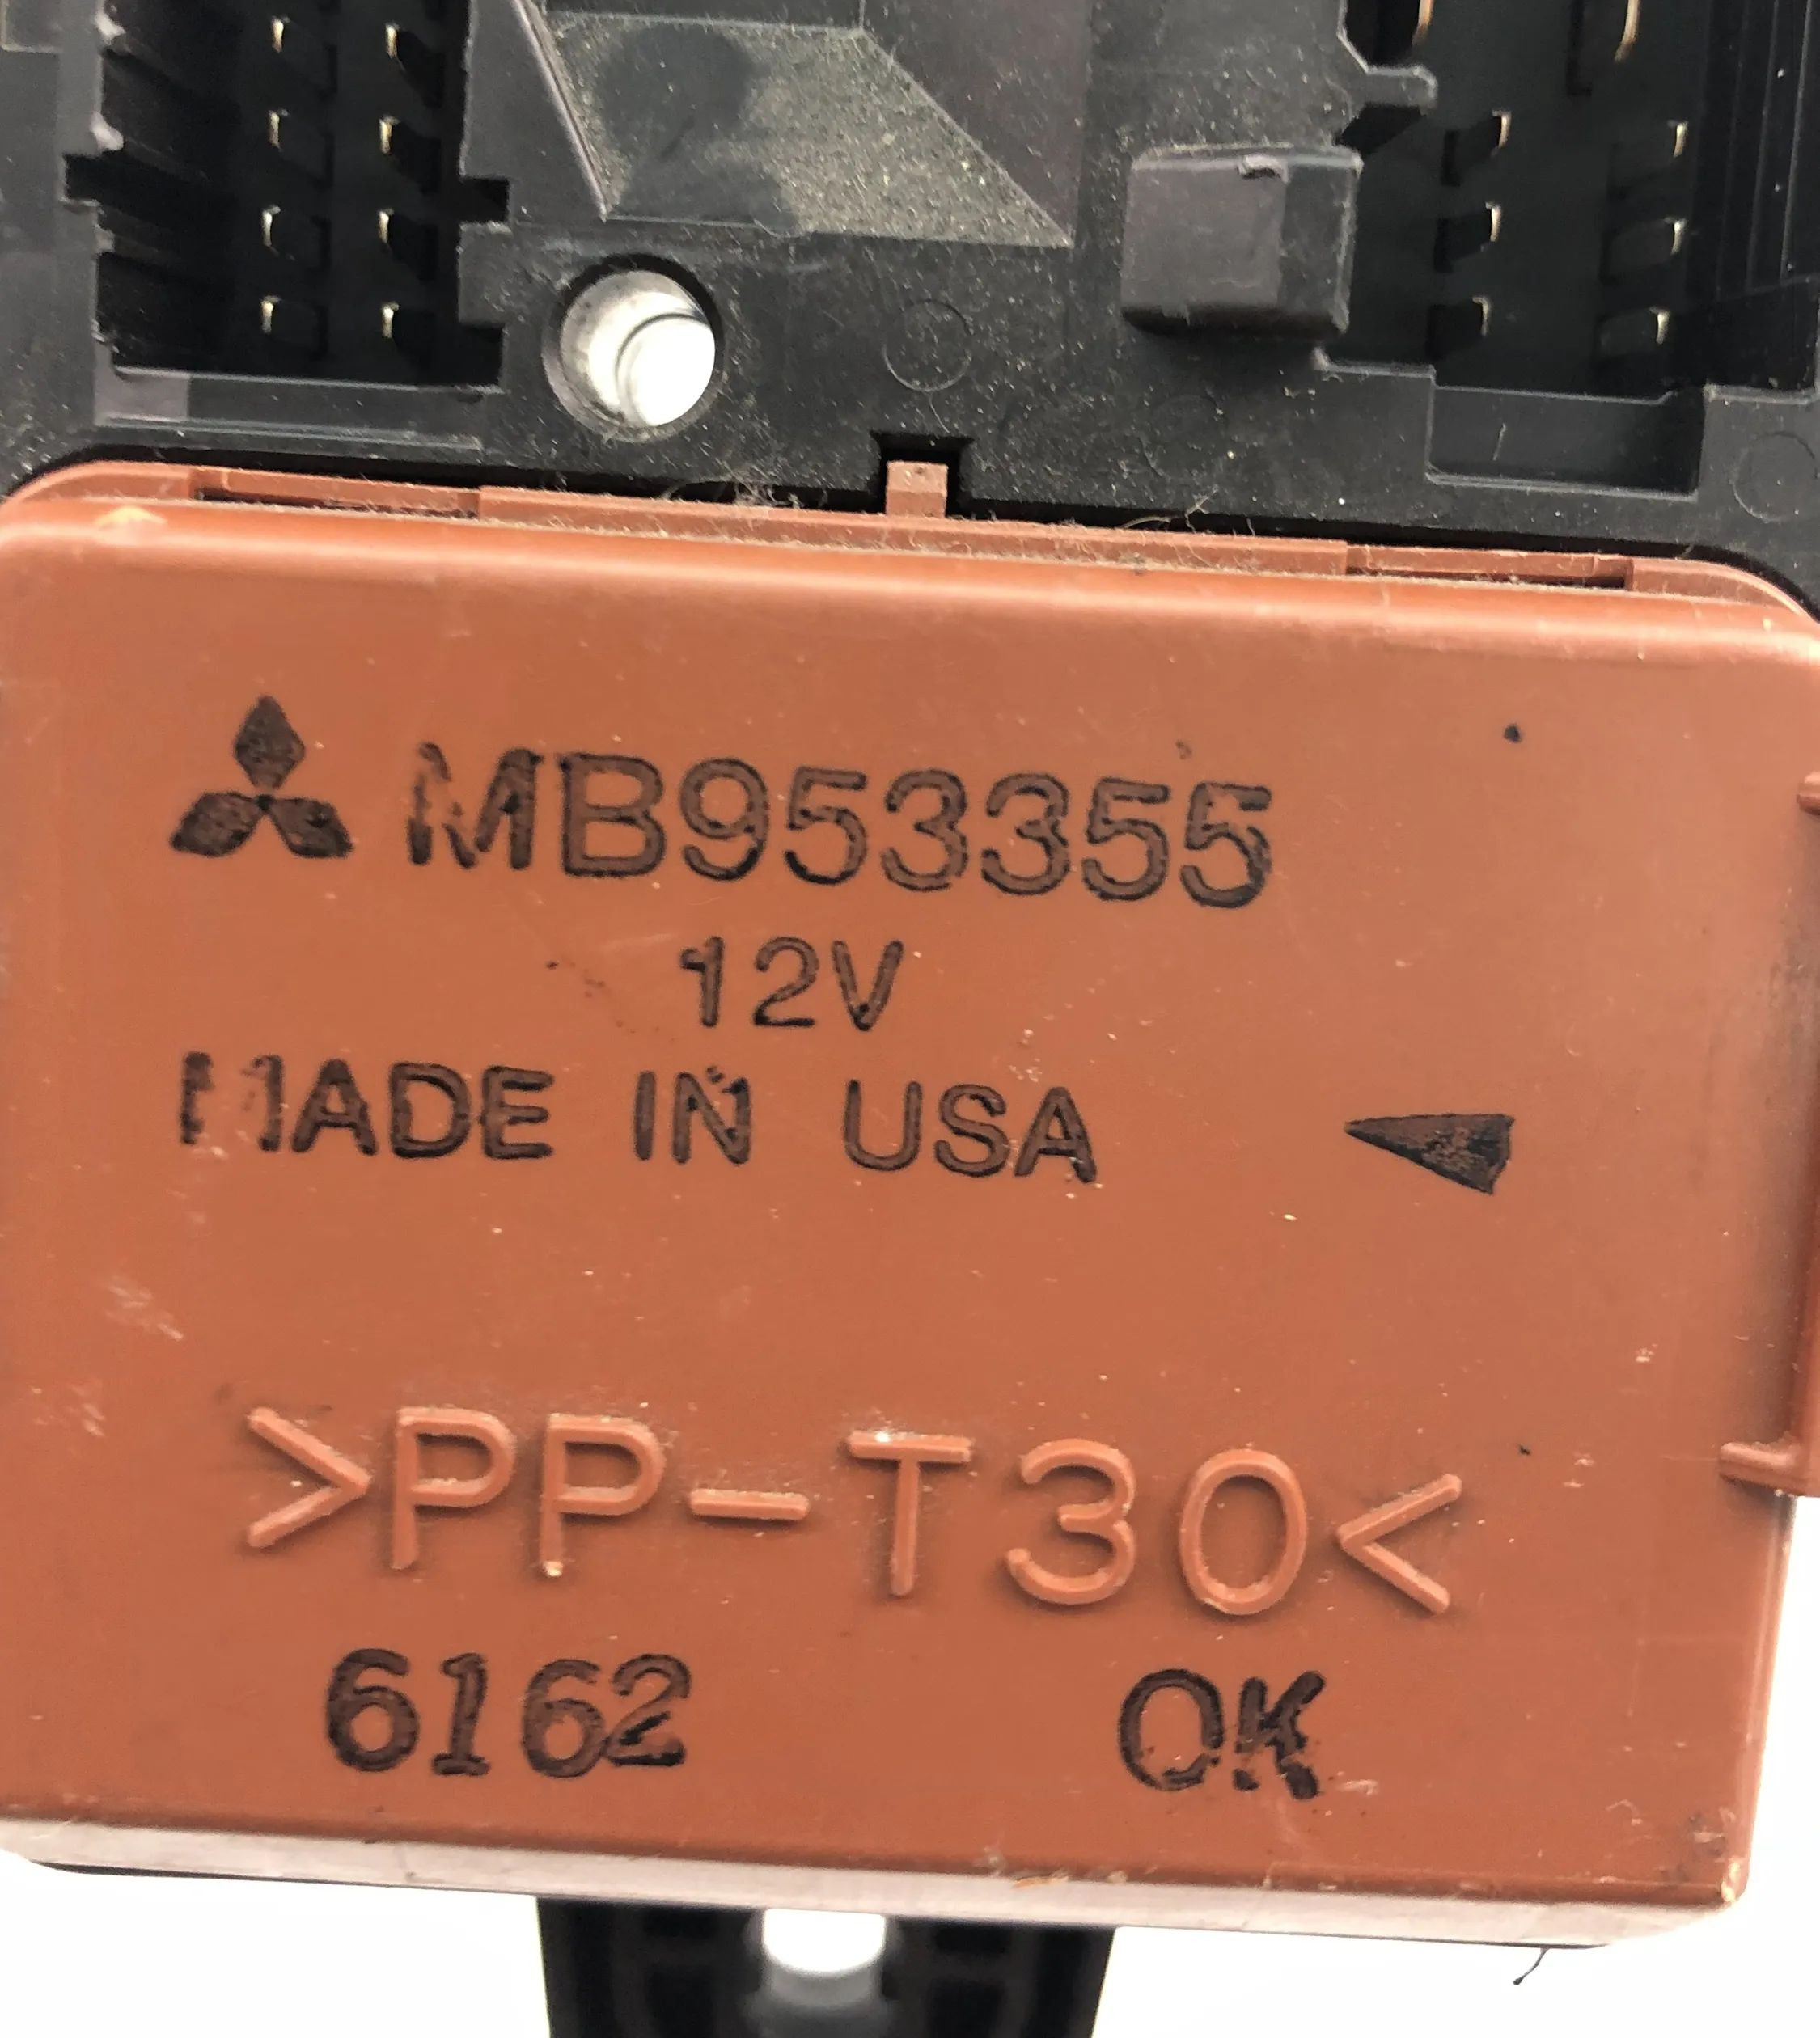 MB953355
12V
MADE IN USA
>PP-T30<
6162 OK